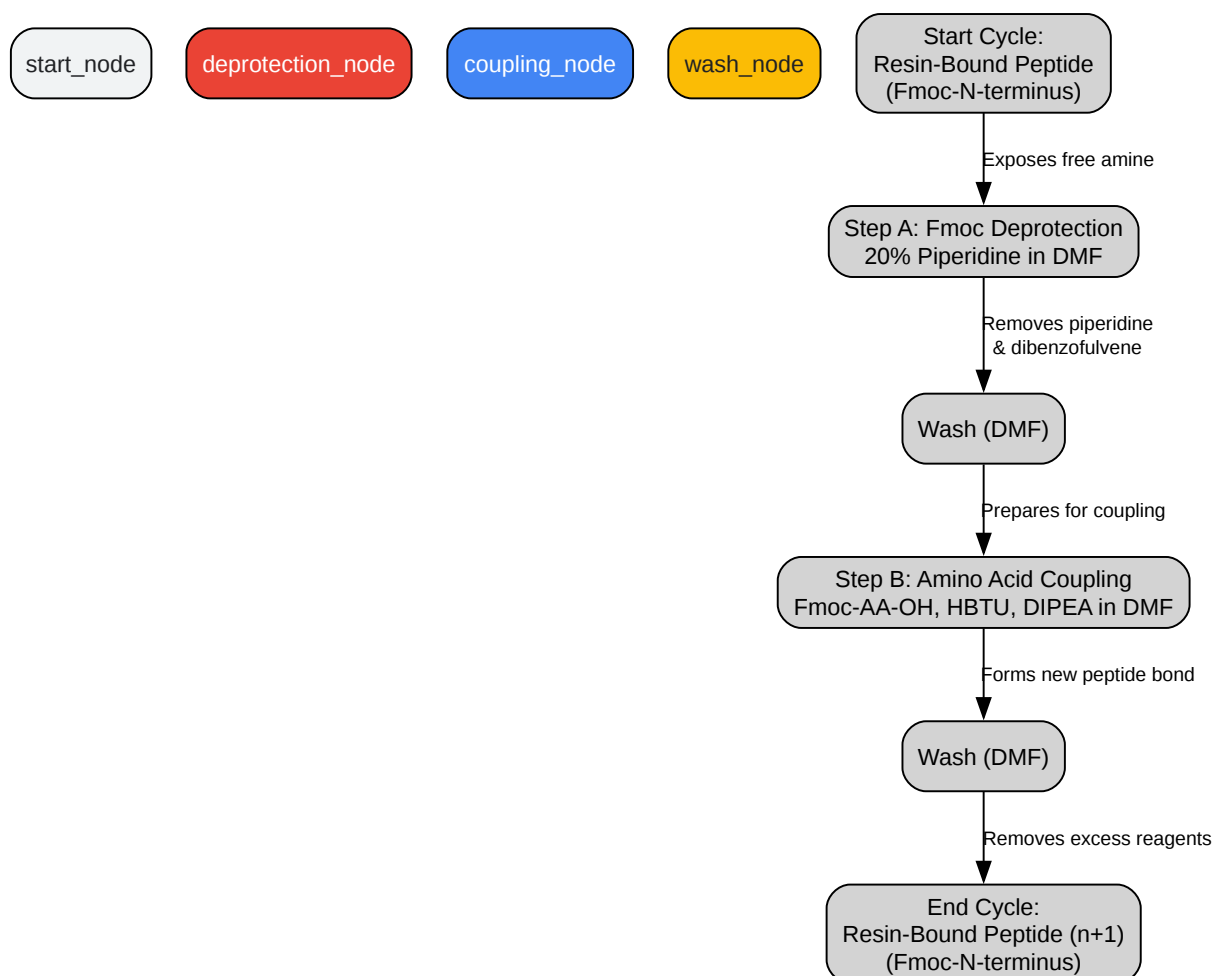 start_node
deprotection_node
coupling_node
wash_node
Start Cycle:
Resin-Bound Peptide
(Fmoc-N-terminus)
Exposes free amine
Step A: Fmoc Deprotection
20% Piperidine in DMF
Removes piperidine
& dibenzofulvene
Wash (DMF)
Prepares for coupling
Step B: Amino Acid Coupling
Fmoc-AA-OH, HBTU, DIPEA in DMF
Forms new peptide bond
Wash (DMF)
Removes excess reagents
End Cycle:
Resin-Bound Peptide (n+1)
(Fmoc-N-terminus)